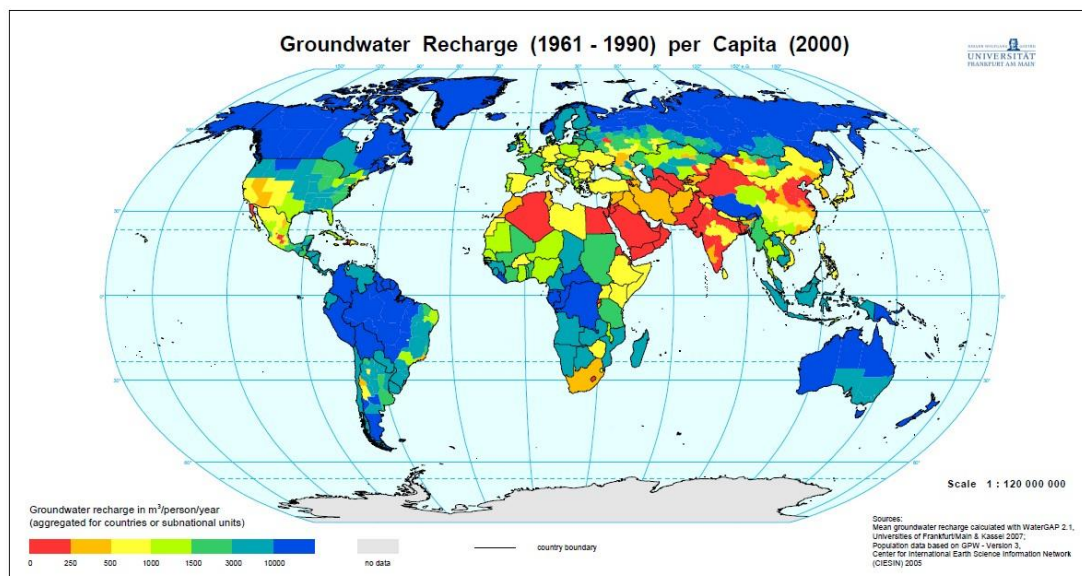 Groundwater Recharge (1961 - 1990) per Capita (2000)
UNIVERSITÄT
FRANKFURT AM MAIN
Scale 1 : 120 000 000
Groundwater recharge in m³/person/year
(aggregated for countries or subnational units)
0 250 500 1000 1500 3000 10000
no data
country boundary
Sources:
Mean groundwater recharge calculated with WaterGAP 2.1,
Universities of Frankfurt/Main & Kassel 2007;
Population data based on GPW - Version 3,
Center for International Earth Science Information Network
(CIESIN) 2005